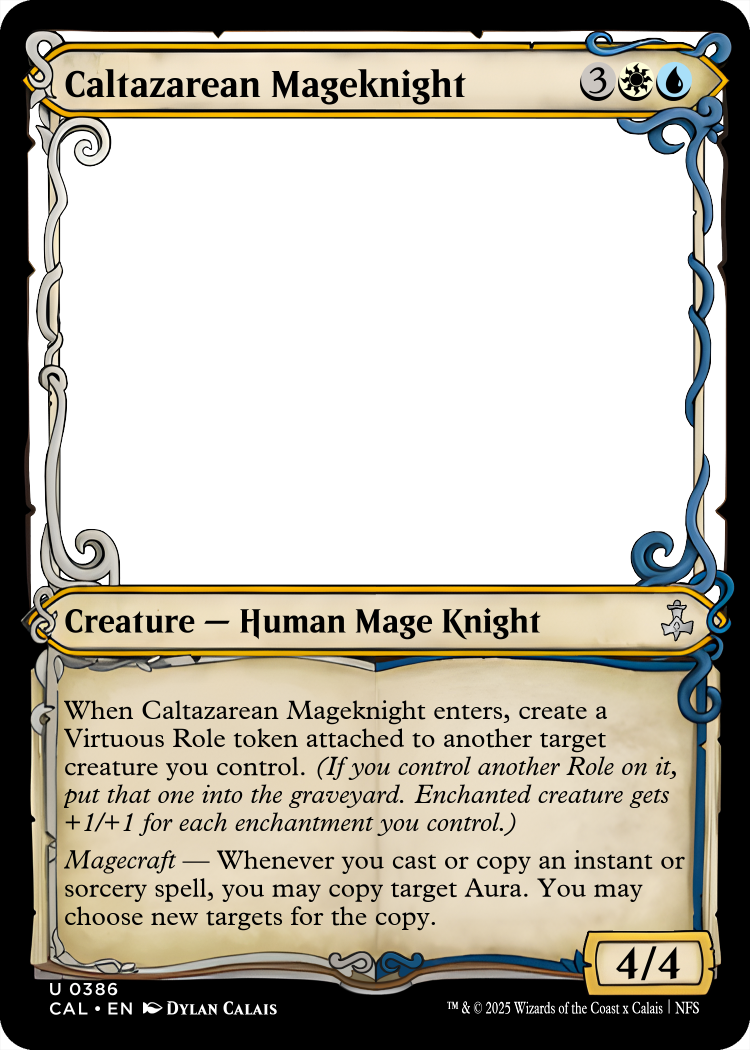 Caltazarean Mageknight 3
Creature — Human Mage Knight
When Caltazarean Mageknight enters, create a
Virtuous Role token attached to another target
creature you control. (If you control another Role on it,
put that one into the graveyard. Enchanted creature gets
+1/+1 for each enchantment you control.)
Magecraft — Whenever you cast or copy an instant or
sorcery spell, you may copy target Aura. You may
choose new targets for the copy.
4/4
U 0386
CAL • EN DYLAN CALAIS
™ & © 2025 Wizards of the Coast x Calais | NFS